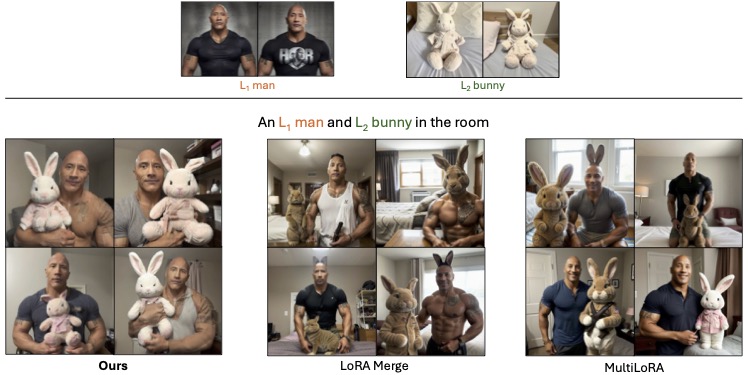 L₁ man
L₂ bunny
An L₁ man and L₂ bunny in the room
Ours
LoRA Merge
MultiLoRA